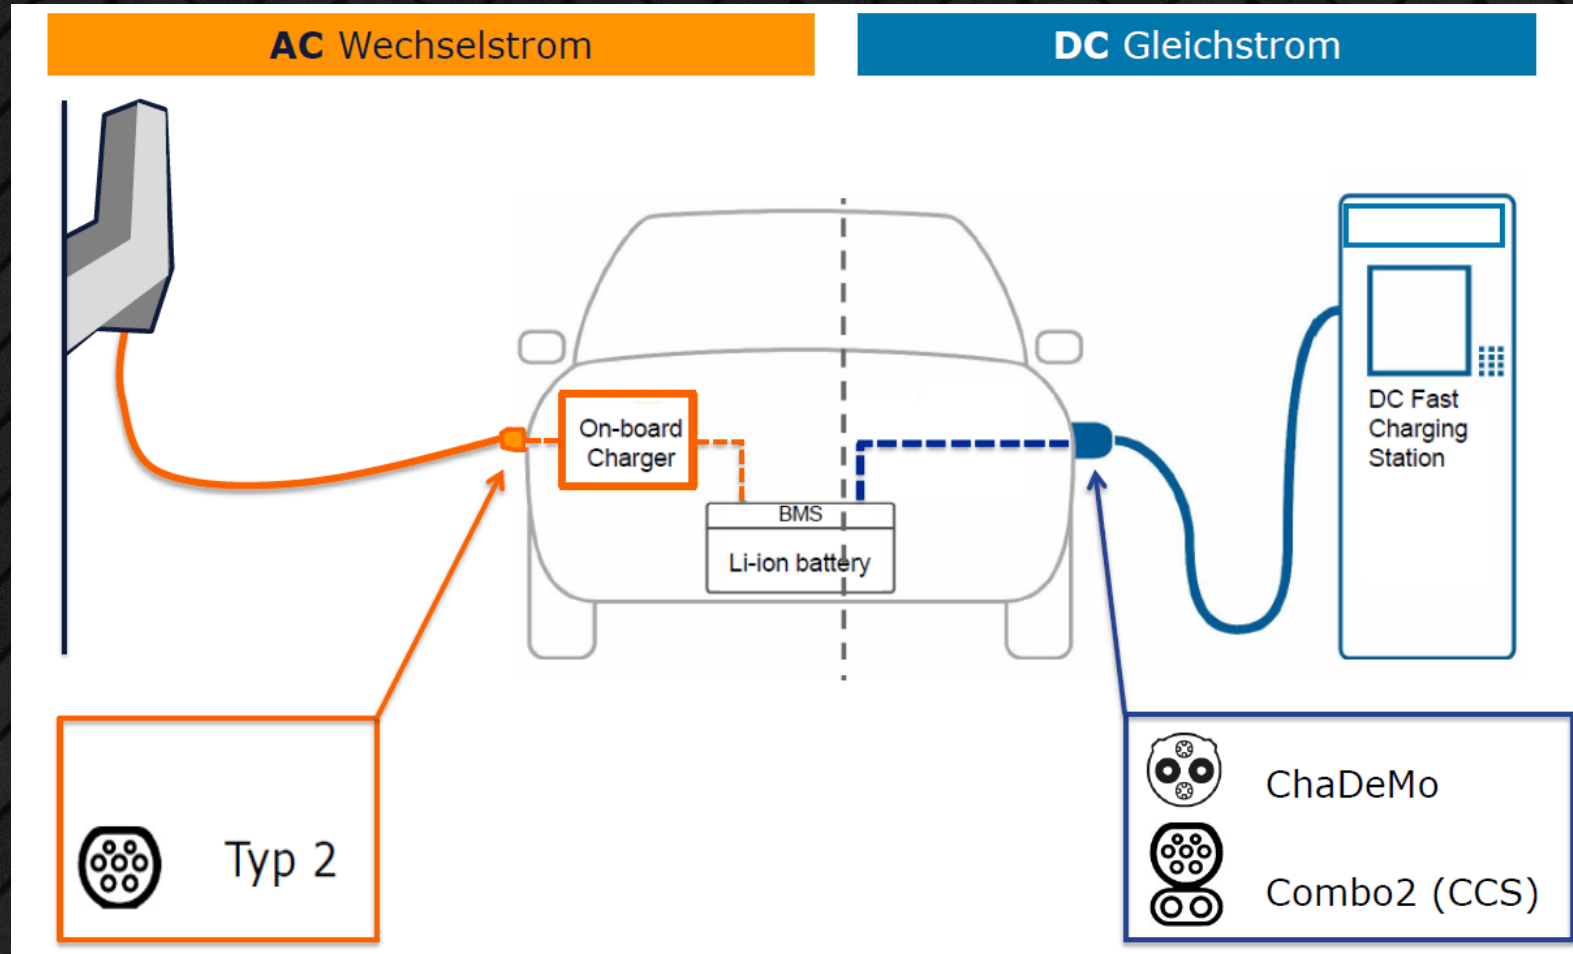 AC Wechselstrom
DC Gleichstrom
On-board
Charger
BMS
Li-ion battery
DC Fast
Charging
Station
Typ 2
ChaDeMo
Combo2 (CCS)